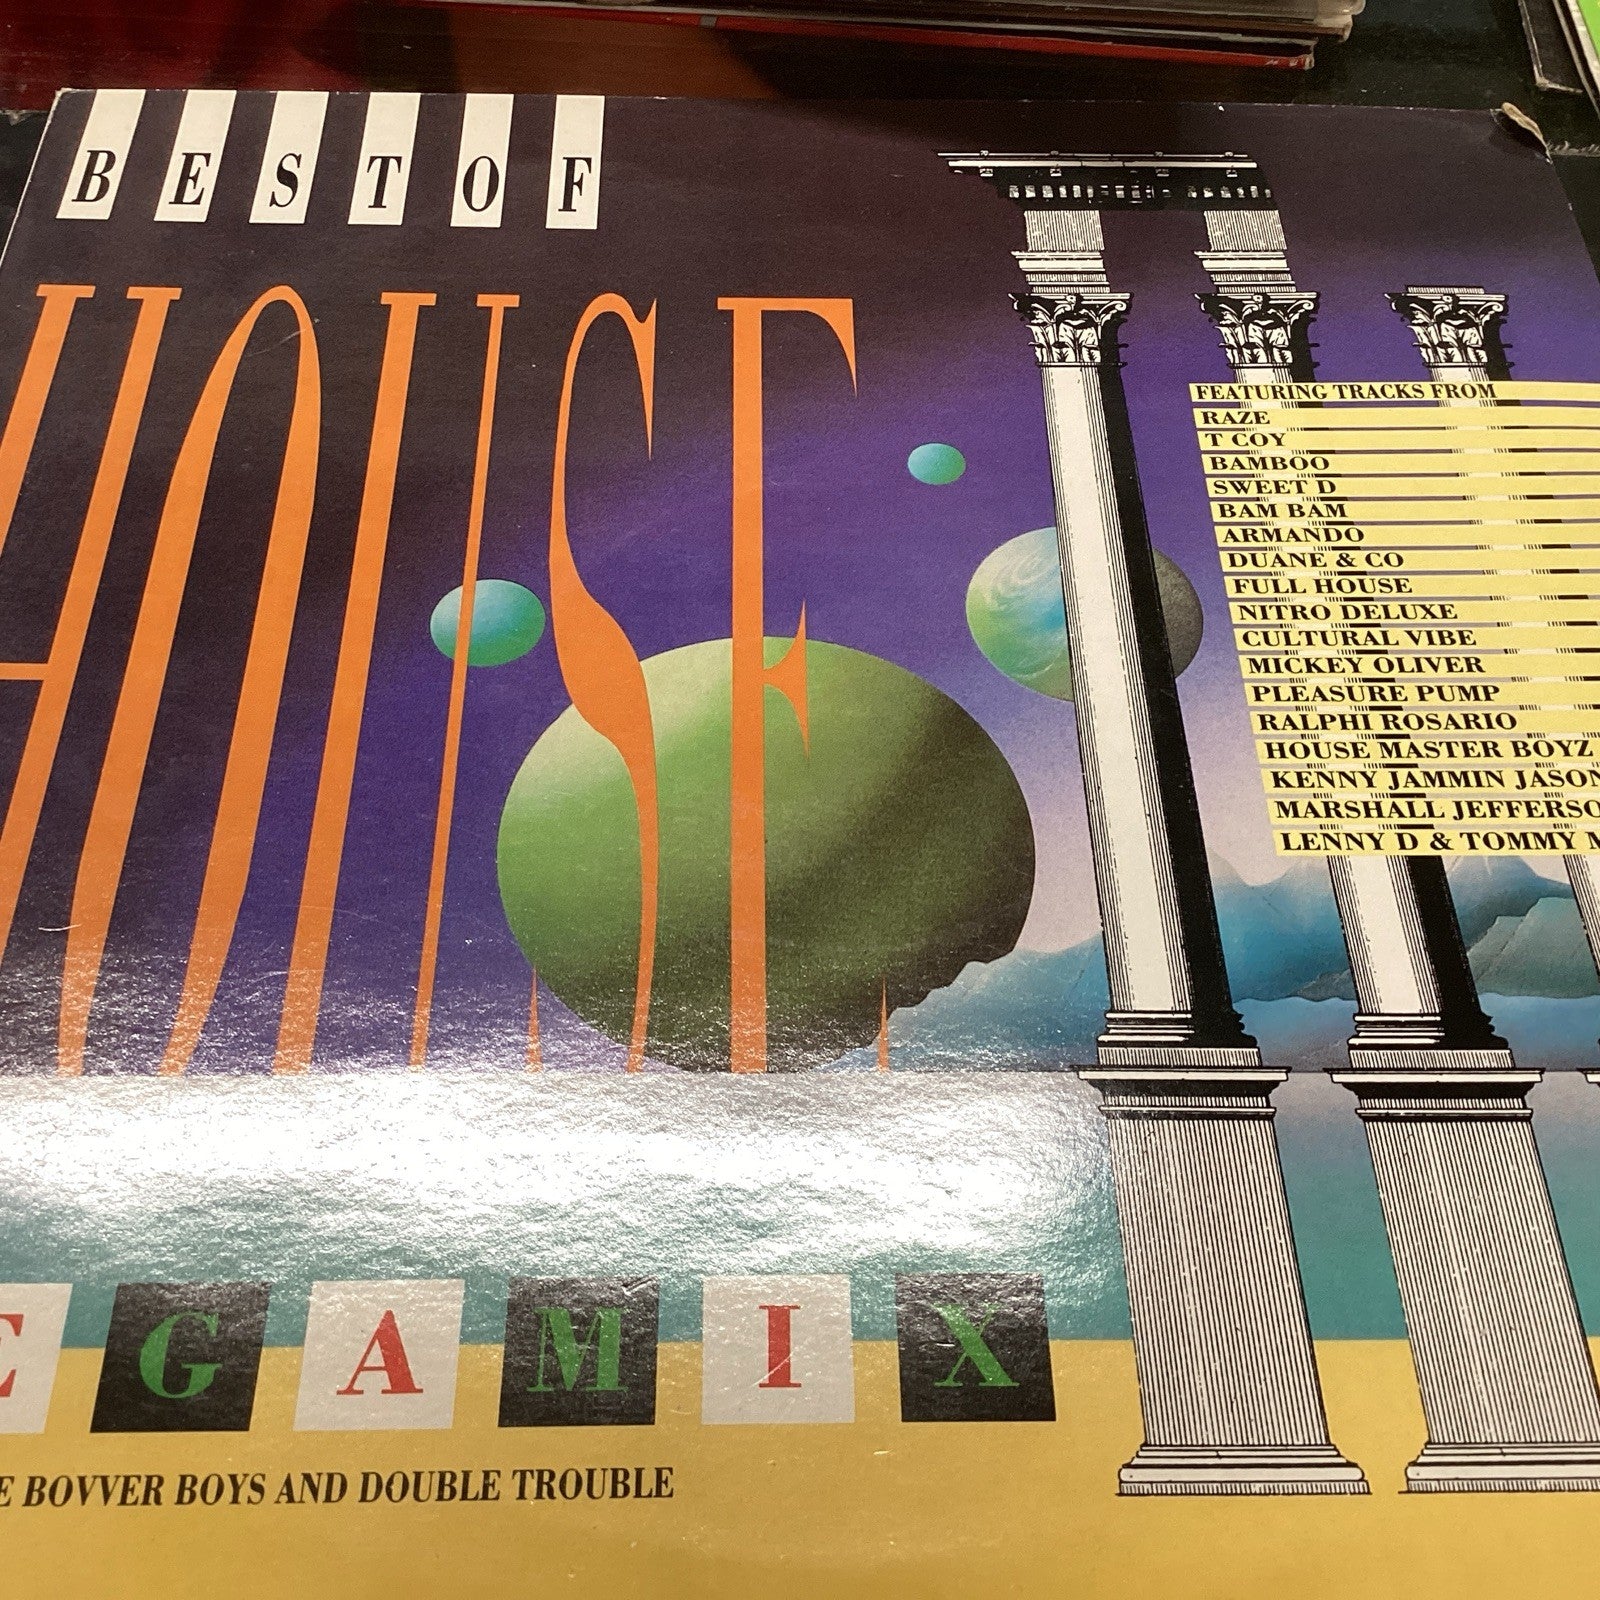 BEST OF
HOUSE
FEATURING TRACKS FROM
RAZE
T COY
BAMBOO
SWEET D
BAM BAM
ARMANDO
DUANE & CO
FULL HOUSE
NITRO DELUXE
CULTURAL VIBE
MICKEY OLIVER
PLEASURE PUMP
RALPHI ROSARIO
HOUSE MASTER BOYZ
KENNY JAMMIN JASON
MARSHALL JEFFERSO
LENNY D & TOMMY M
EGAMIX
E BOVVER BOYS AND DOUBLE TROUBLE